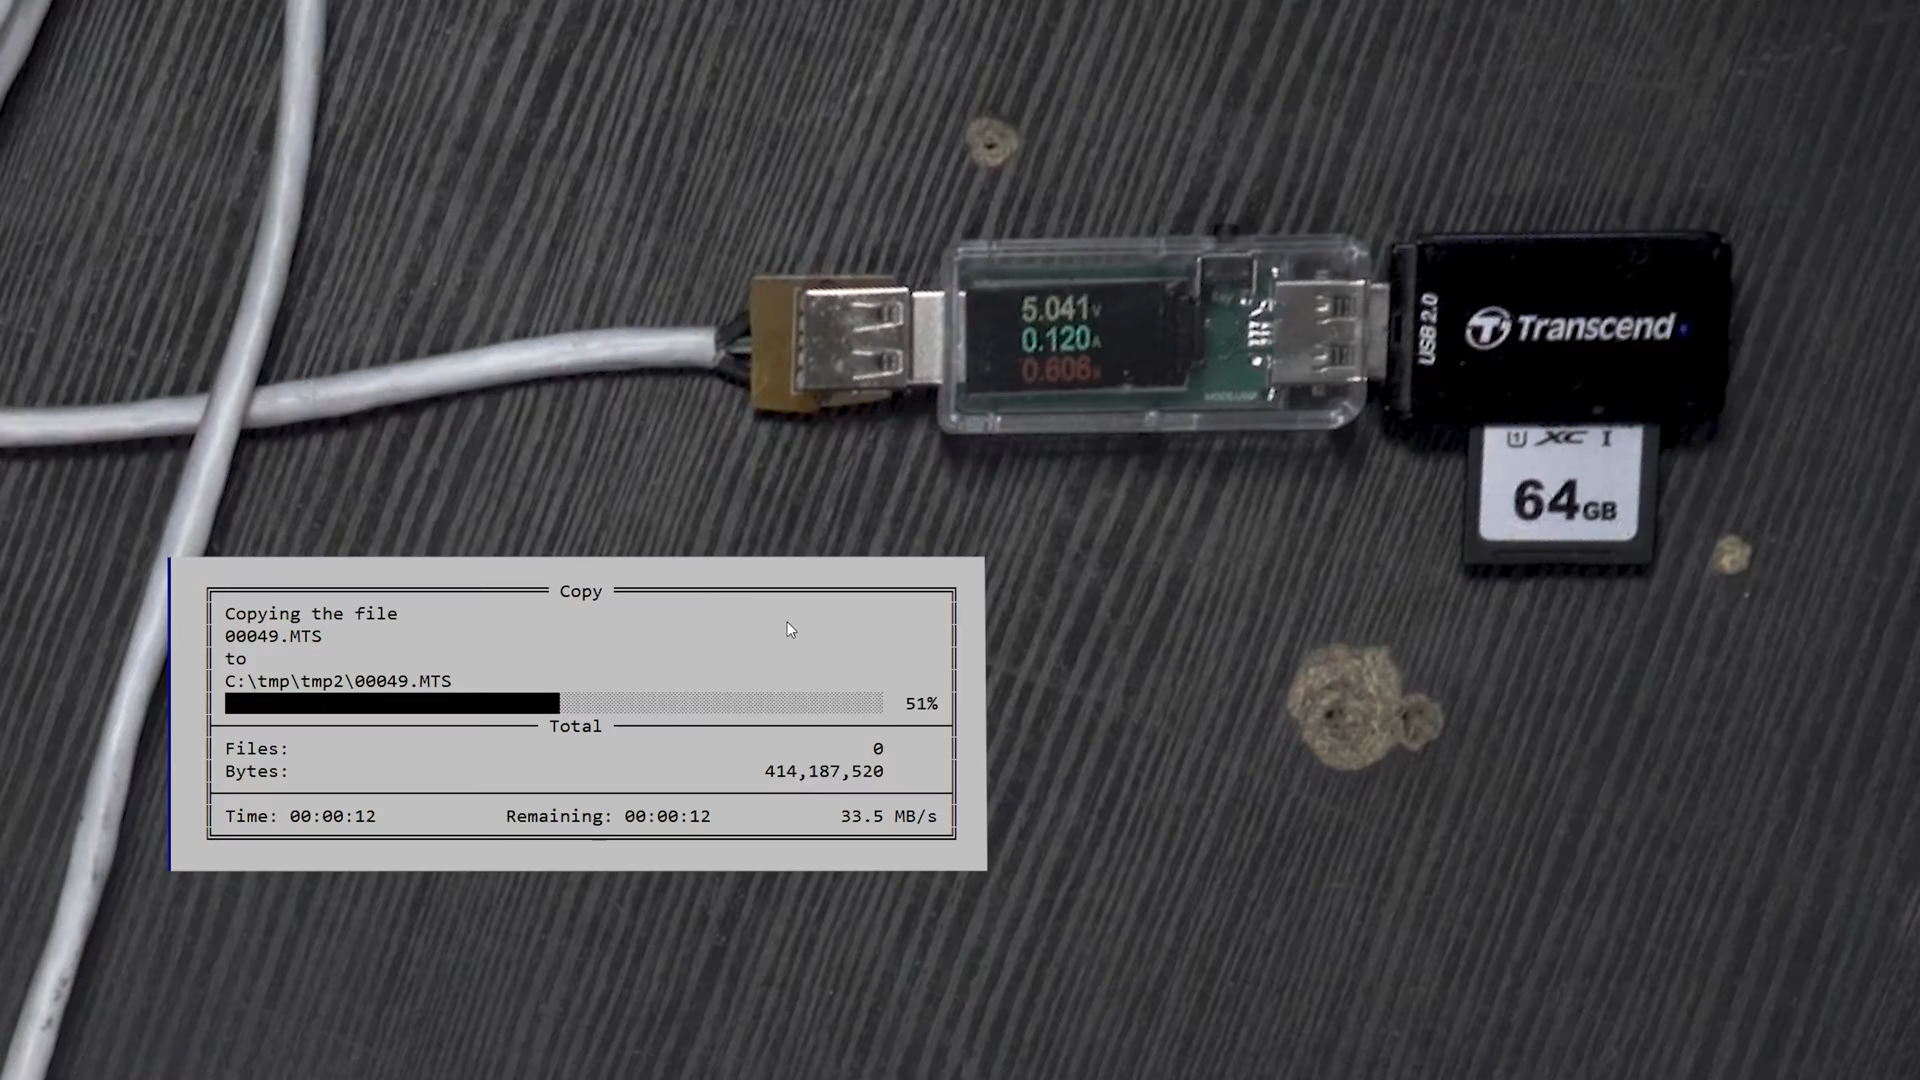 5.041V
0.120A
0.606
USB 2.0
Transcend
XC I
64GB
Copy
Copying the file
00049.MTS
to
C:\tmp\tmp2\00049.MTS
51%
Total
Files: 0
Bytes: 414,187,520
Time: 00:00:12 Remaining: 00:00:12 33.5 MB/s